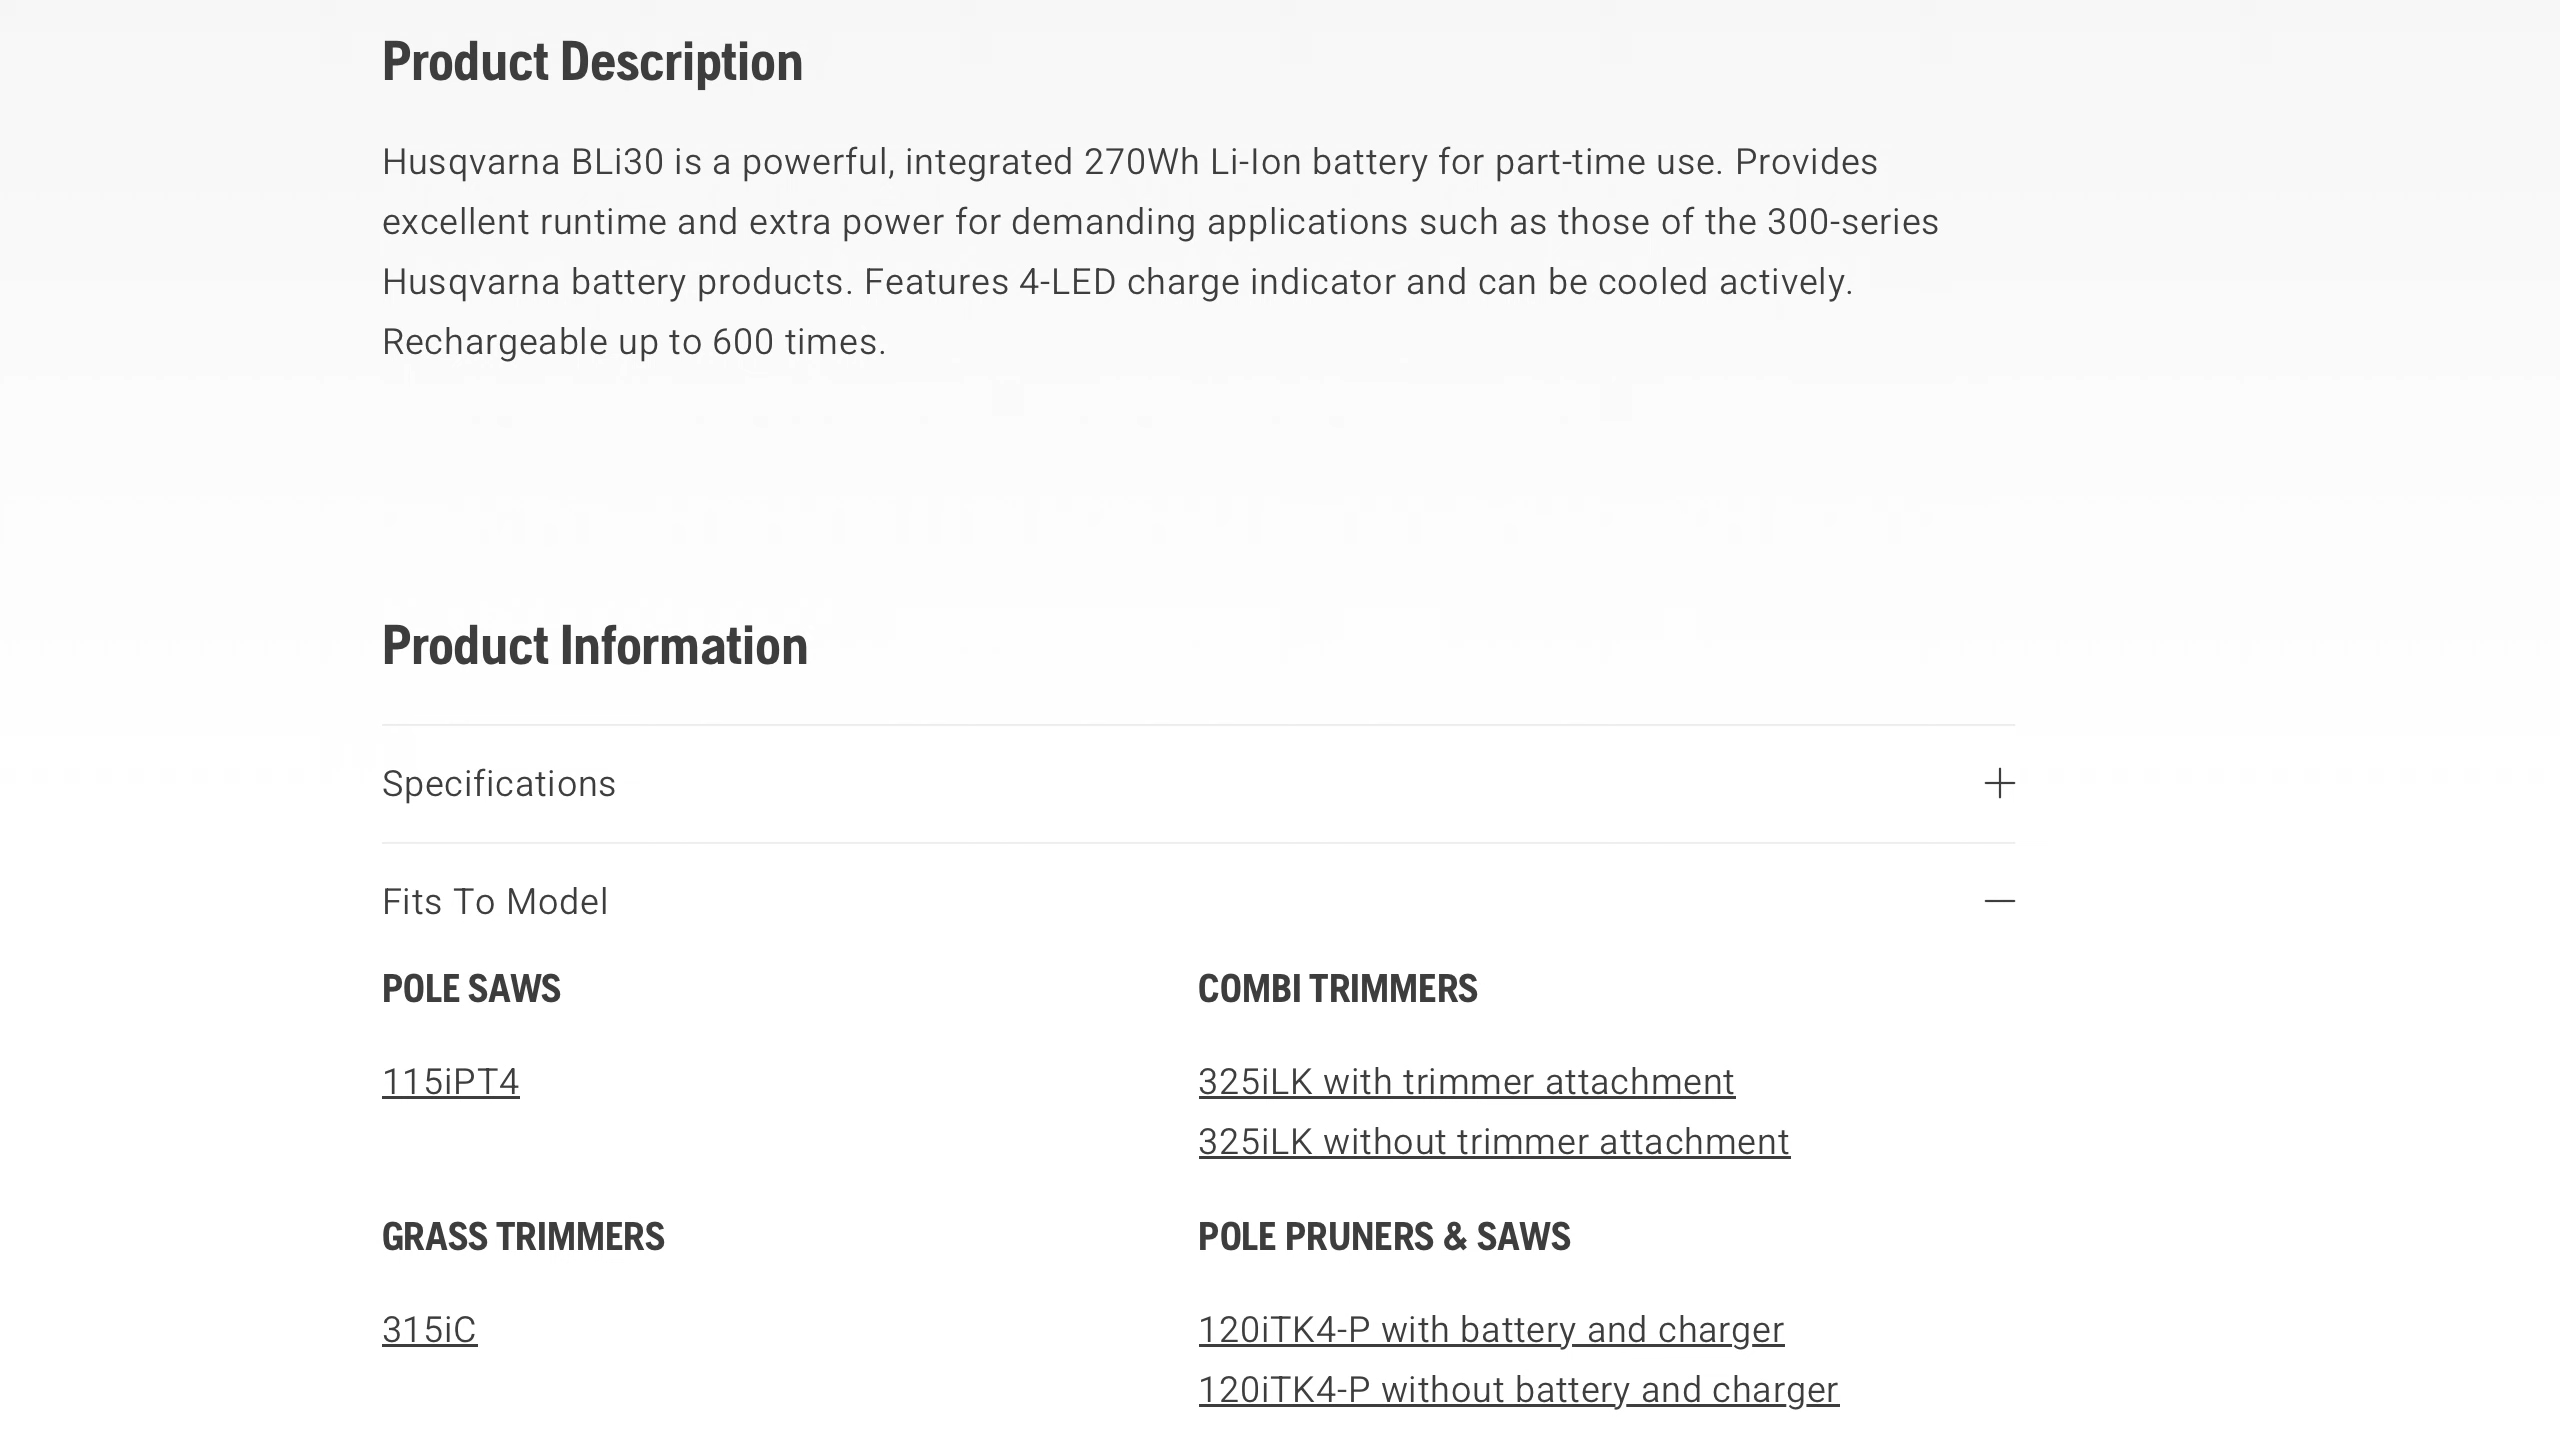 Product Description
Husqvarna BLi30 is a powerful, integrated 270Wh Li-Ion battery for part-time use. Provides
excellent runtime and extra power for demanding applications such as those of the 300-series
Husqvarna battery products. Features 4-LED charge indicator and can be cooled actively.
Rechargeable up to 600 times.
Product Information
Specifications
Fits To Model
POLE SAWS
115iPT4
COMBI TRIMMERS
325iLK with trimmer attachment
325iLK without trimmer attachment
GRASS TRIMMERS
315iC
POLE PRUNERS & SAWS
120iTK4-P with battery and charger
120iTK4-P without battery and charger